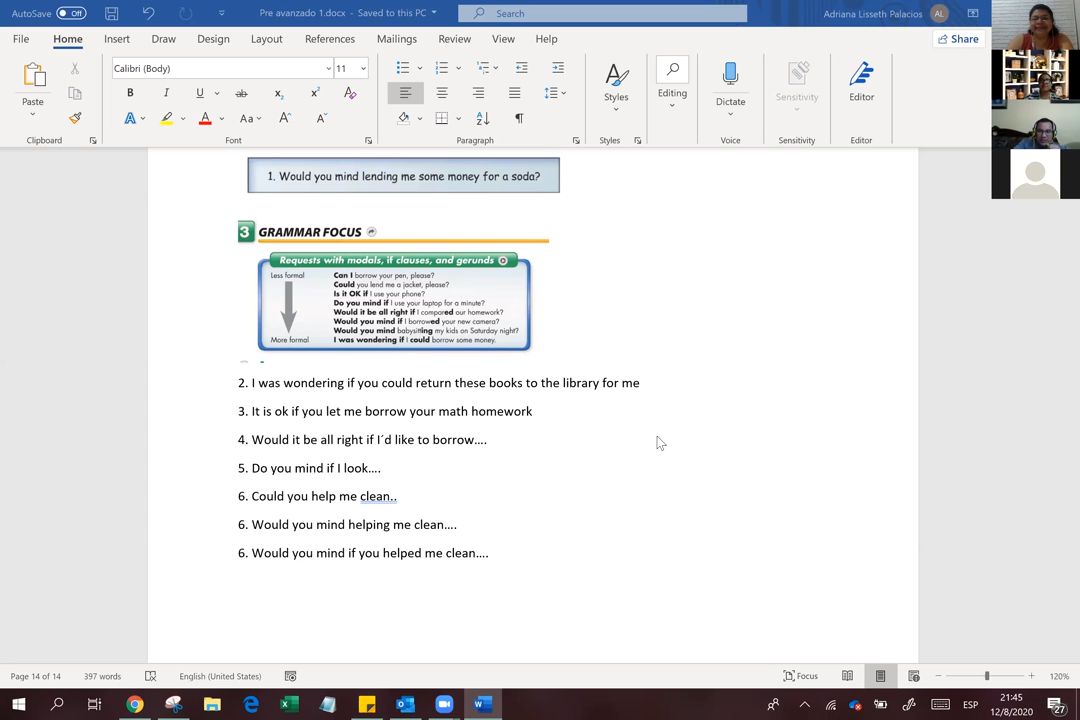 AutoSave Off Pre avanzado 1.docx - Saved to this PC Search Adriana Lisseth Palacios AL
File Home Insert Draw Design Layout References Mailings Review View Help Share
Calibri (Body) 11
Paste B I U ab x₂ x² A Aa A A Styles Editing Dictate Sensitivity Editor
Clipboard Font Paragraph Styles Voice Sensitivity Editor
1. Would you mind lending me some money for a soda?
3 GRAMMAR FOCUS
Requests with modals, if clauses, and gerunds
Less formal Can I borrow your pen, please?
Could you lend me a jacket, please?
Is it OK if I use your phone?
Do you mind if I use your laptop for a minute?
Would it be all right if I compared our homework?
Would you mind if I borrowed your new camera?
Would you mind babysitting my kids on Saturday night?
More formal I was wondering if I could borrow some money.
2. I was wondering if you could return these books to the library for me
3. It is ok if you let me borrow your math homework
4. Would it be all right if I´d like to borrow….
5. Do you mind if I look….
6. Could you help me clean..
6. Would you mind helping me clean….
6. Would you mind if you helped me clean….
Page 14 of 14 397 words English (United States) Focus 120%
ESP 21:45
12/8/2020 27